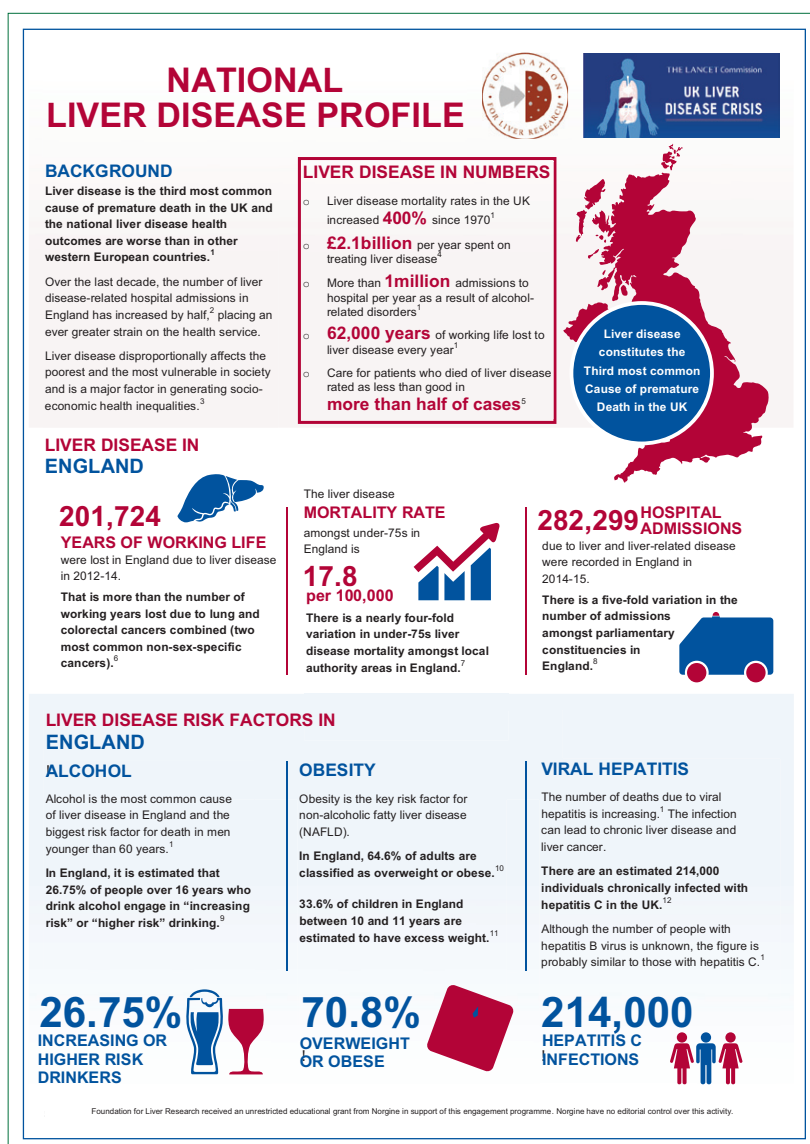 NATIONAL
LIVER DISEASE PROFILE
FOUNDATION
FOR LIVER RESEARCH
THE LANCET Commission
UK LIVER
DISEASE CRISIS
BACKGROUND
Liver disease is the third most common
cause of premature death in the UK and
the national liver disease health
outcomes are worse than in other
western European countries.1
Over the last decade, the number of liver
disease-related hospital admissions in
England has increased by half,2 placing an
ever greater strain on the health service.
Liver disease disproportionally affects the
poorest and the most vulnerable in society
and is a major factor in generating socio-
economic health inequalities.3
LIVER DISEASE IN NUMBERS
o Liver disease mortality rates in the UK
increased 400% since 19701
o £2.1billion per year spent on
treating liver disease4
o More than 1million admissions to
hospital per year as a result of alcohol-
related disorders1
o 62,000 years of working life lost to
liver disease every year1
o Care for patients who died of liver disease
rated as less than good in
more than half of cases5
Liver disease
constitutes the
Third most common
Cause of premature
Death in the UK
LIVER DISEASE IN
ENGLAND
201,724
YEARS OF WORKING LIFE
were lost in England due to liver disease
in 2012-14.
That is more than the number of
working years lost due to lung and
colorectal cancers combined (two
most common non-sex-specific
cancers).6
The liver disease
MORTALITY RATE
amongst under-75s in
England is
17.8
per 100,000
There is a nearly four-fold
variation in under-75s liver
disease mortality amongst local
authority areas in England.7
282,299 HOSPITAL
ADMISSIONS
due to liver and liver-related disease
were recorded in England in
2014-15.
There is a five-fold variation in the
number of admissions
amongst parliamentary
constituencies in
England.8
LIVER DISEASE RISK FACTORS IN
ENGLAND
ALCOHOL
Alcohol is the most common cause
of liver disease in England and the
biggest risk factor for death in men
younger than 60 years.1
In England, it is estimated that
26.75% of people over 16 years who
drink alcohol engage in “increasing
risk” or “higher risk” drinking.9
OBESITY
Obesity is the key risk factor for
non-alcoholic fatty liver disease
(NAFLD).
In England, 64.6% of adults are
classified as overweight or obese.10
33.6% of children in England
between 10 and 11 years are
estimated to have excess weight.11
VIRAL HEPATITIS
The number of deaths due to viral
hepatitis is increasing.1 The infection
can lead to chronic liver disease and
liver cancer.
There are an estimated 214,000
individuals chronically infected with
hepatitis C in the UK.12
Although the number of people with
hepatitis B virus is unknown, the figure is
probably similar to those with hepatitis C.1
26.75%
INCREASING OR
HIGHER RISK
DRINKERS
70.8%
OVERWEIGHT
OR OBESE
214,000
HEPATITIS C
INFECTIONS
Foundation for Liver Research received an unrestricted educational grant from Norgine in support of this engagement programme. Norgine have no editorial control over this activity.